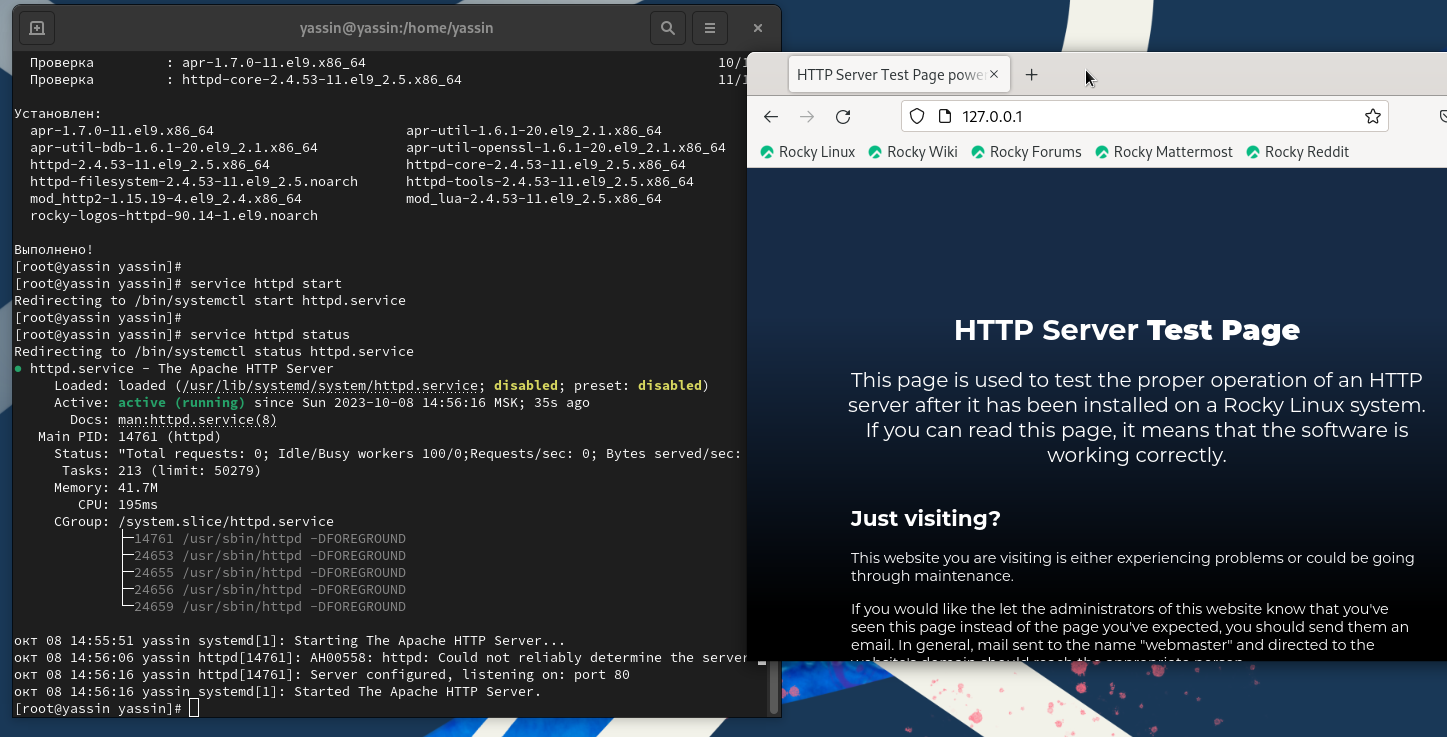 yassin@yassin:/home/yassin
Проверка : apr-1.7.0-11.el9.x86_64 10/1
Проверка : httpd-core-2.4.53-11.el9_2.5.x86_64 11/1
Установлен:
apr-1.7.0-11.el9.x86_64 apr-util-1.6.1-20.el9_2.1.x86_64
apr-util-bdb-1.6.1-20.el9_2.1.x86_64 apr-util-openssl-1.6.1-20.el9_2.1.x86_64
httpd-2.4.53-11.el9_2.5.x86_64 httpd-core-2.4.53-11.el9_2.5.x86_64
httpd-filesystem-2.4.53-11.el9_2.5.noarch httpd-tools-2.4.53-11.el9_2.5.x86_64
mod_http2-1.15.19-4.el9_2.4.x86_64 mod_lua-2.4.53-11.el9_2.5.x86_64
rocky-logos-httpd-90.14-1.el9.noarch
Выполнено!
[root@yassin yassin]#
[root@yassin yassin]# service httpd start
Redirecting to /bin/systemctl start httpd.service
[root@yassin yassin]#
[root@yassin yassin]# service httpd status
Redirecting to /bin/systemctl status httpd.service
● httpd.service - The Apache HTTP Server
Loaded: loaded (/usr/lib/systemd/system/httpd.service; disabled; preset: disabled)
Active: active (running) since Sun 2023-10-08 14:56:16 MSK; 35s ago
Docs: man:httpd.service(8)
Main PID: 14761 (httpd)
Status: "Total requests: 0; Idle/Busy workers 100/0;Requests/sec: 0; Bytes served/sec:
Tasks: 213 (limit: 50279)
Memory: 41.7M
CPU: 195ms
CGroup: /system.slice/httpd.service
├─14761 /usr/sbin/httpd -DFOREGROUND
├─24653 /usr/sbin/httpd -DFOREGROUND
├─24655 /usr/sbin/httpd -DFOREGROUND
├─24656 /usr/sbin/httpd -DFOREGROUND
└─24659 /usr/sbin/httpd -DFOREGROUND
окт 08 14:55:51 yassin systemd[1]: Starting The Apache HTTP Server...
окт 08 14:56:06 yassin httpd[14761]: AH00558: httpd: Could not reliably determine the server
окт 08 14:56:16 yassin httpd[14761]: Server configured, listening on: port 80
окт 08 14:56:16 yassin systemd[1]: Started The Apache HTTP Server.
[root@yassin yassin]#
HTTP Server Test Page powe
127.0.0.1
Rocky Linux Rocky Wiki Rocky Forums Rocky Mattermost Rocky Reddit
HTTP Server Test Page
This page is used to test the proper operation of an HTTP
server after it has been installed on a Rocky Linux system.
If you can read this page, it means that the software is
working correctly.
Just visiting?
This website you are visiting is either experiencing problems or could be going
through maintenance.
If you would like the let the administrators of this website know that you've
seen this page instead of the page you've expected, you should send them an
email. In general, mail sent to the name "webmaster" and directed to the